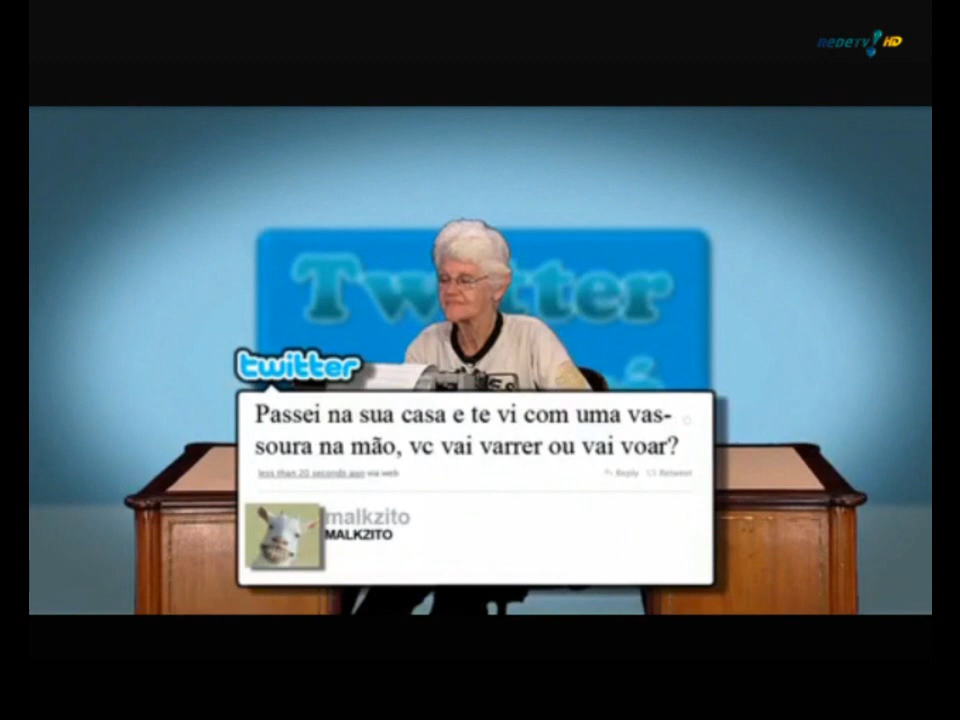 REDETV! HD
Twitter
twitter
Passei na sua casa e te vi com uma vas-
soura na mão, vc vai varrer ou vai voar?
less than 20 seconds ago via web
Reply Retweet
malkzito
MALKZITO